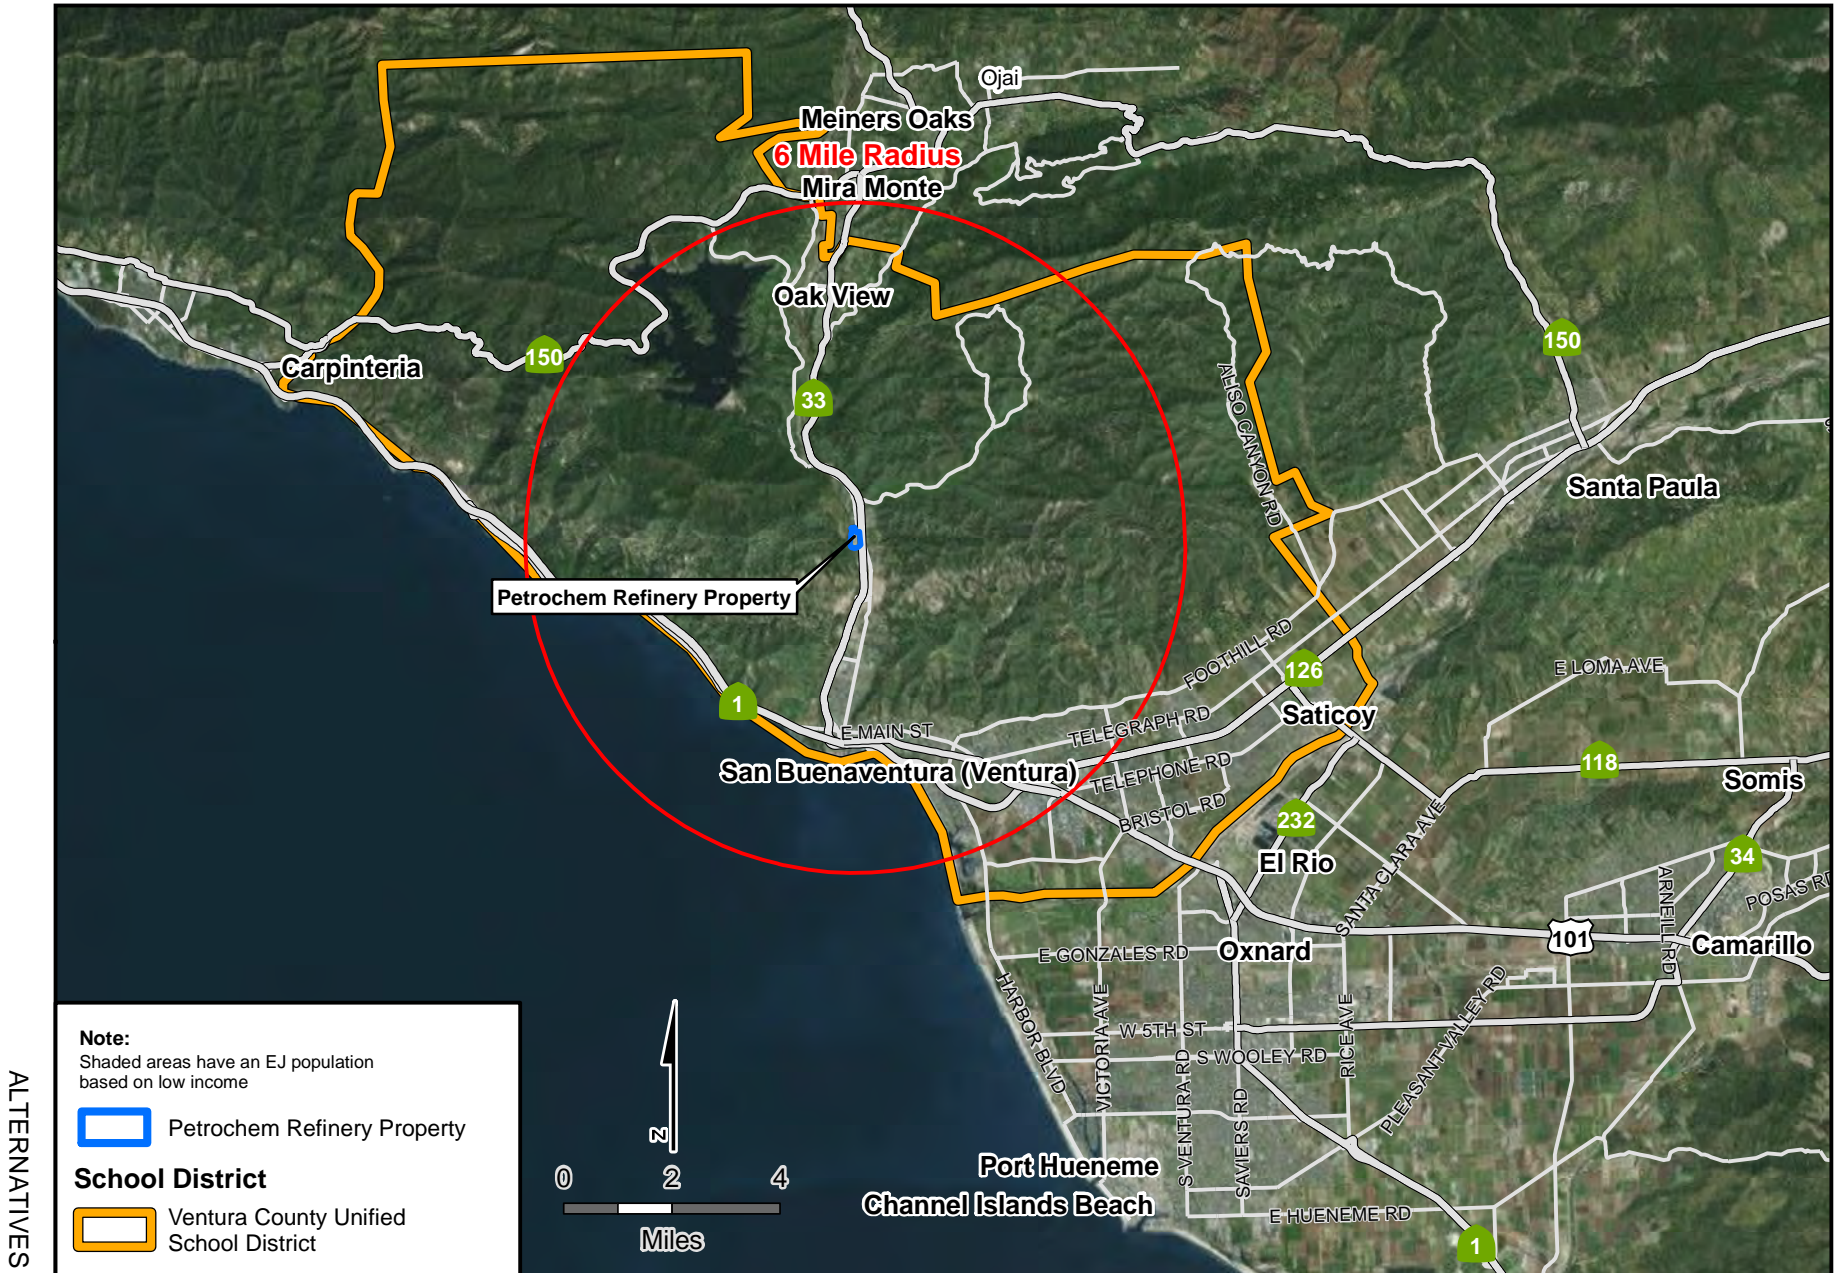 Ojai
Meiners Oaks
6 Mile Radius
Mira Monte
Oak View
Carpinteria
150
33
150
ALISO CANYON RD
Santa Paula
Petrochem Refinery Property
FOOTHILL RD
126
E LOMA AVE
1
Saticoy
E MAIN ST
TELEGRAPH RD
San Buenaventura (Ventura)
TELEPHONE RD
118
Somis
BRISTOL RD
232
SANTA CLARA AVE
El Rio
34
ARNEILL RD
POSAS RD
101
Camarillo
Oxnard
E GONZALES RD
HARBOR BLVD
VICTORIA AVE
W 5TH ST
RICE AVE
PLEASANT VALLEY RD
S WOOLEY RD
S VENTURA RD
SAVIERS RD
Port Hueneme
Channel Islands Beach
E HUENEME RD
1
Note:
Shaded areas have an EJ population
based on low income
Petrochem Refinery Property
School District
Ventura County Unified
School District
N
0 2 4
Miles
ALTERNATIVES